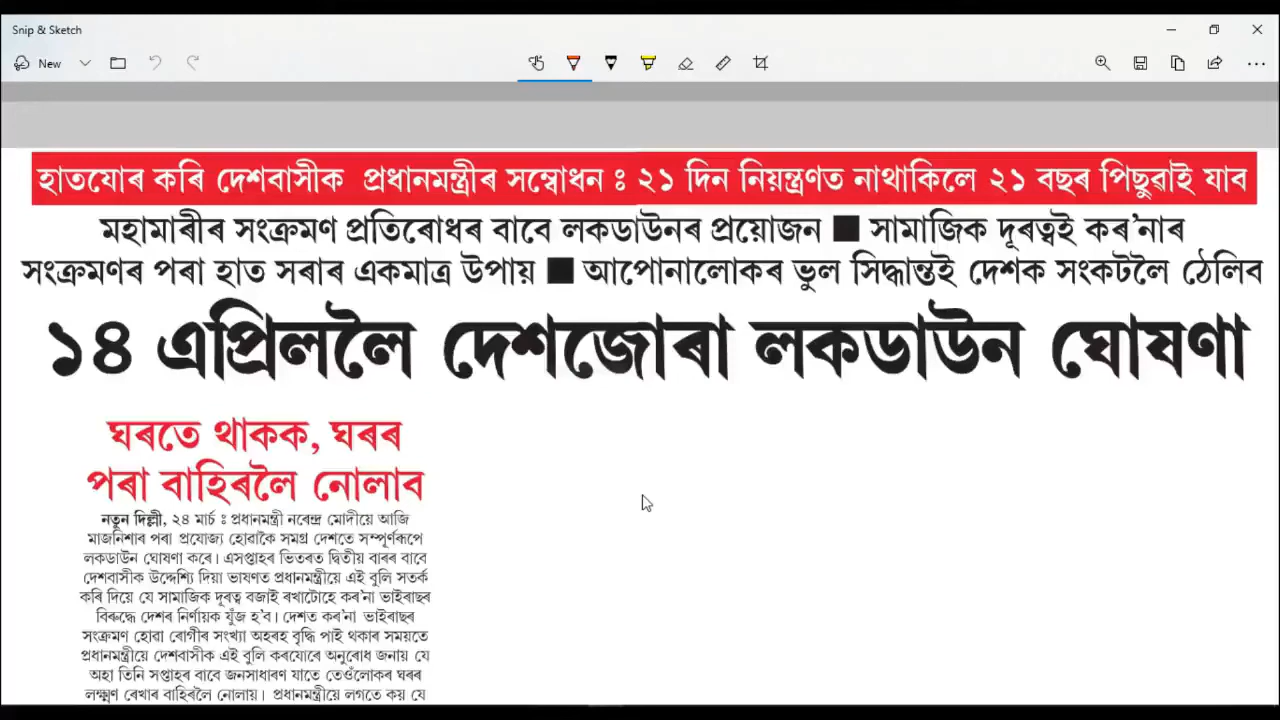 Snip & Sketch
New
হাতযোৰ কৰি দেশবাসীক প্ৰধানমন্ত্ৰীৰ সম্বোধন ঃ ২১ দিন নিয়ন্ত্ৰণত নাথাকিলে ২১ বছৰ পিছুৱাই যাব
মহামাৰীৰ সংক্ৰমণ প্ৰতিৰোধৰ বাবে লকডাউনৰ প্ৰয়োজন ■ সামাজিক দূৰত্বই কৰ’নাৰ
সংক্ৰমণৰ পৰা হাত সৰাৰ একমাত্ৰ উপায় ■ আপোনালোকৰ ভুল সিদ্ধান্তই দেশক সংকটলৈ ঠেলিব
১৪ এপ্ৰিললৈ দেশজোৰা লকডাউন ঘোষণা
ঘৰতে থাকক, ঘৰৰ
পৰা বাহিৰলৈ নোলাব
নতুন দিল্লী, ২৪ মাৰ্চ ঃ প্ৰধানমন্ত্ৰী নৰেন্দ্ৰ মোদীয়ে আজি
মাজনিশাৰ পৰা প্ৰযোজ্য হোৱাকৈ সমগ্ৰ দেশতে সম্পূৰ্ণৰূপে
লকডাউন ঘোষণা কৰে। এসপ্তাহৰ ভিতৰত দ্বিতীয় বাৰৰ বাবে
দেশবাসীক উদ্দেশ্যি দিয়া ভাষণত প্ৰধানমন্ত্ৰীয়ে এই বুলি সতৰ্ক
কৰি দিয়ে যে সামাজিক দূৰত্ব বজাই ৰখাটোহে কৰ’না ভাইৰাছৰ
বিৰুদ্ধে দেশৰ নিৰ্ণায়ক যুঁজ হ’ব। দেশত কৰ’না ভাইৰাছৰ
সংক্ৰমণ হোৱা ৰোগীৰ সংখ্যা অহৰহ বৃদ্ধি পাই থকাৰ সময়তে
প্ৰধানমন্ত্ৰীয়ে দেশবাসীক এই বুলি কৰযোৰে অনুৰোধ জনায় যে
অহা তিনি সপ্তাহৰ বাবে জনসাধাৰণ যাতে তেওঁলোকৰ ঘৰৰ
লক্ষ্মণ ৰেখাৰ বাহিৰলৈ নোলায়। প্ৰধানমন্ত্ৰীয়ে লগতে কয় যে